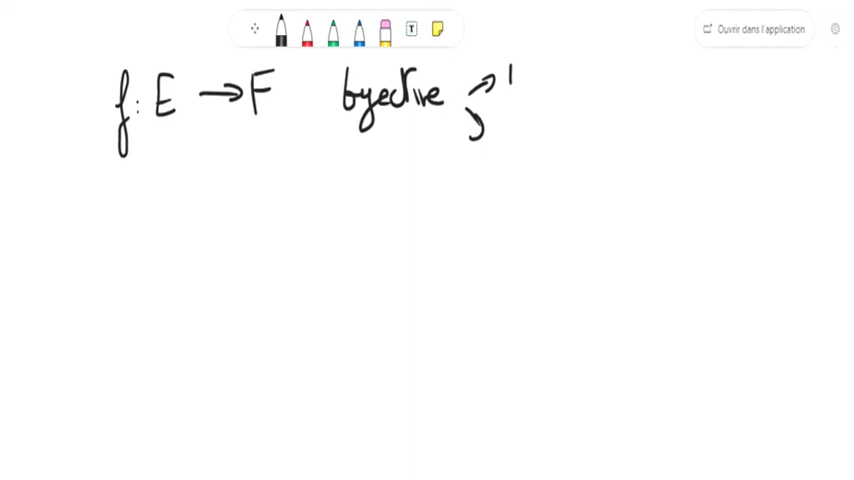 Ouvrir dans l'application
f: E → F bijective